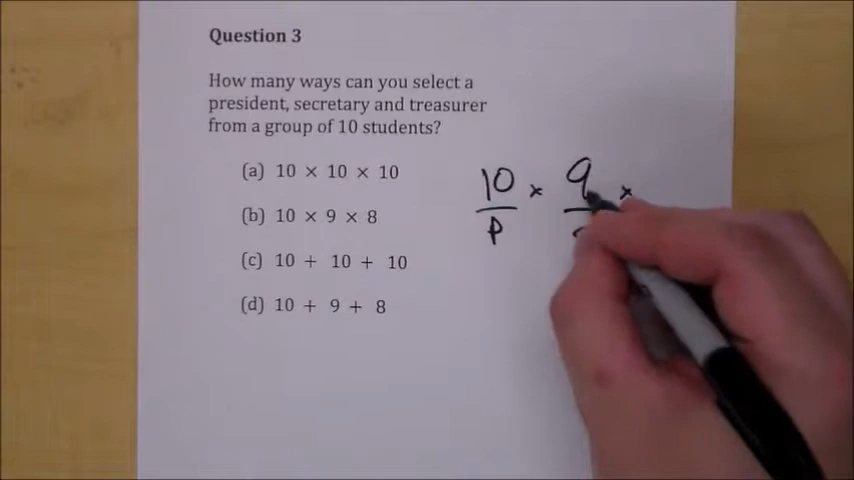 Question 3
How many ways can you select a
president, secretary and treasurer
from a group of 10 students?
(a) 10 × 10 × 10
(b) 10 × 9 × 8
(c) 10 + 10 + 10
(d) 10 + 9 + 8
10 × 9 ×
P